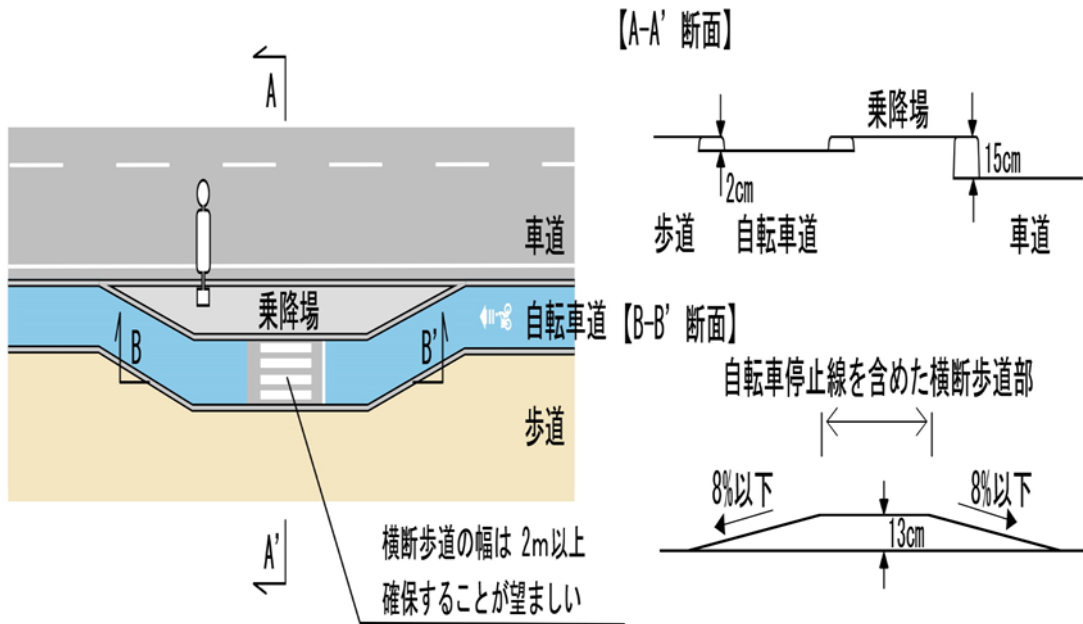 【A-A’断面】
A
乗降場
15cm
2cm
歩道
自転車道
車道
車道
乗降場
自転車道
B
B’
歩道
【B-B’断面】
自転車停止線を含めた横断歩道部
8%以下
8%以下
13cm
A’
横断歩道の幅は 2m以上
確保することが望ましい